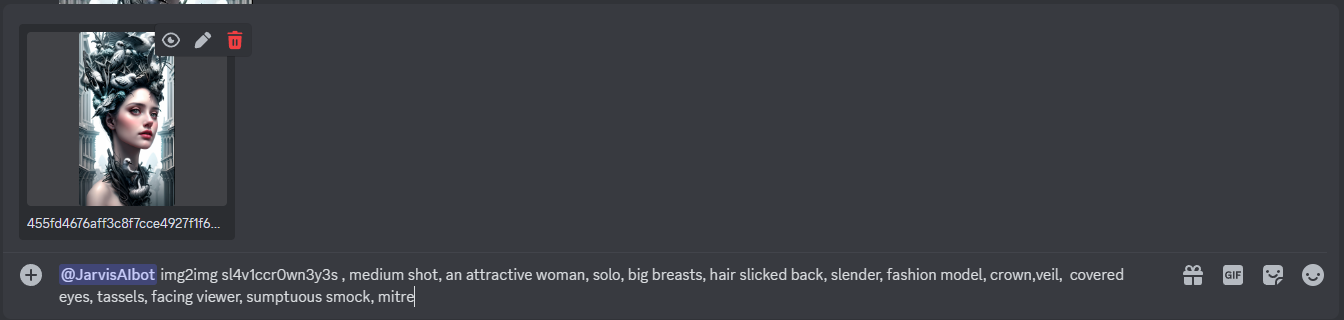 455fd4676aff3c8f7cce4927f1f6...
@JarvisAIbot img2img sl4v1ccr0wn3y3s , medium shot, an attractive woman, solo, big breasts, hair slicked back, slender, fashion model, crown,veil,  covered
eyes, tassels, facing viewer, sumptuous smock, mitre
GIF